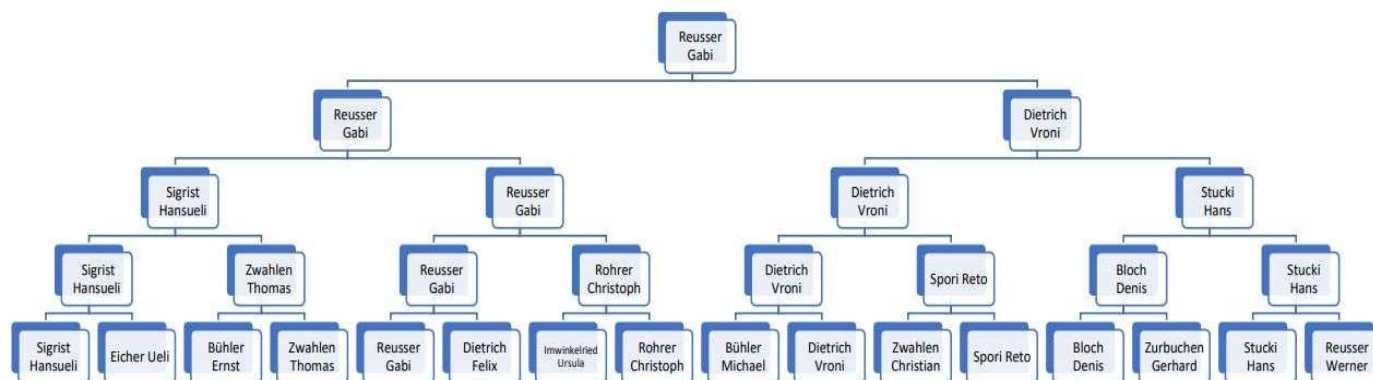 Reusser
Gabi
Reusser
Gabi
Dietrich
Vroni
Sigrist
Hansueli
Reusser
Gabi
Dietrich
Vroni
Stucki
Hans
Sigrist
Hansueli
Zwahlen
Thomas
Reusser
Gabi
Rohrer
Christoph
Dietrich
Vroni
Spori Reto
Bloch
Denis
Stucki
Hans
Sigrist
Hansueli
Eicher Ueli
Bühler
Ernst
Zwahlen
Thomas
Reusser
Gabi
Dietrich
Felix
Imwinkelried
Ursula
Rohrer
Christoph
Bühler
Michael
Dietrich
Vroni
Zwahlen
Christian
Spori Reto
Bloch
Denis
Zurbuchen
Gerhard
Stucki
Hans
Reusser
Werner